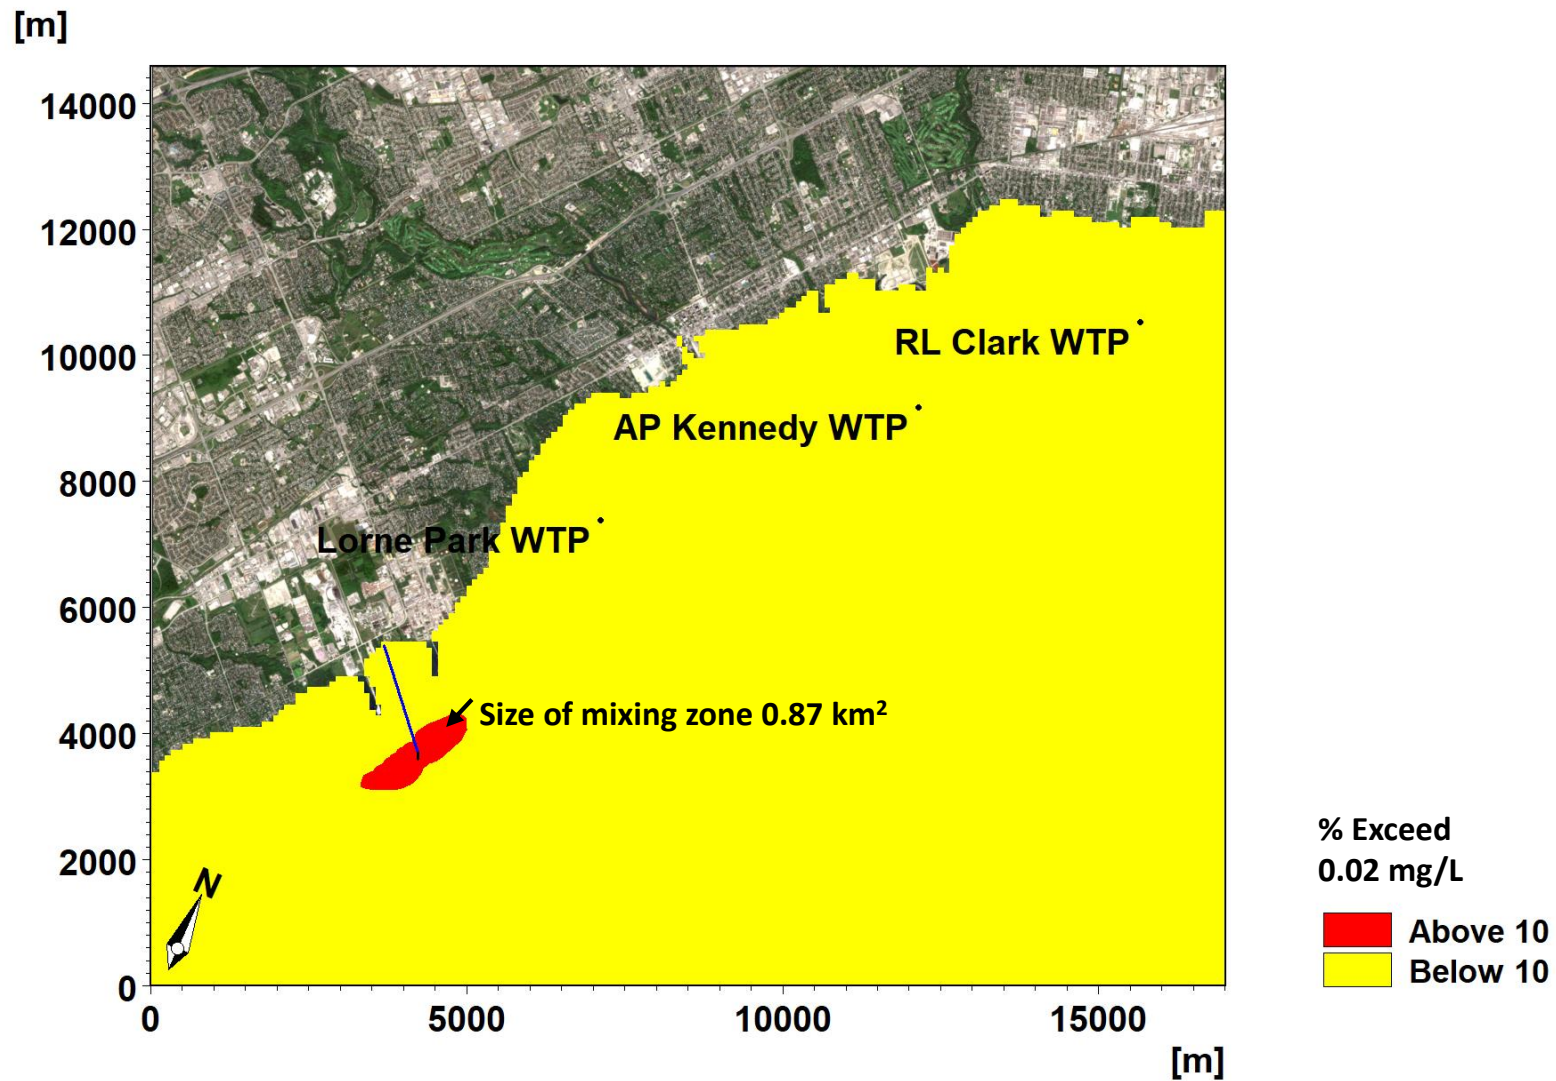 [m]
14000
12000
10000
8000
6000
4000
2000
0
RL Clark WTP
AP Kennedy WTP
Lorne Park WTP
Size of mixing zone 0.87 km²
N
0 5000 10000 15000
[m]
% Exceed
0.02 mg/L
Above 10
Below 10